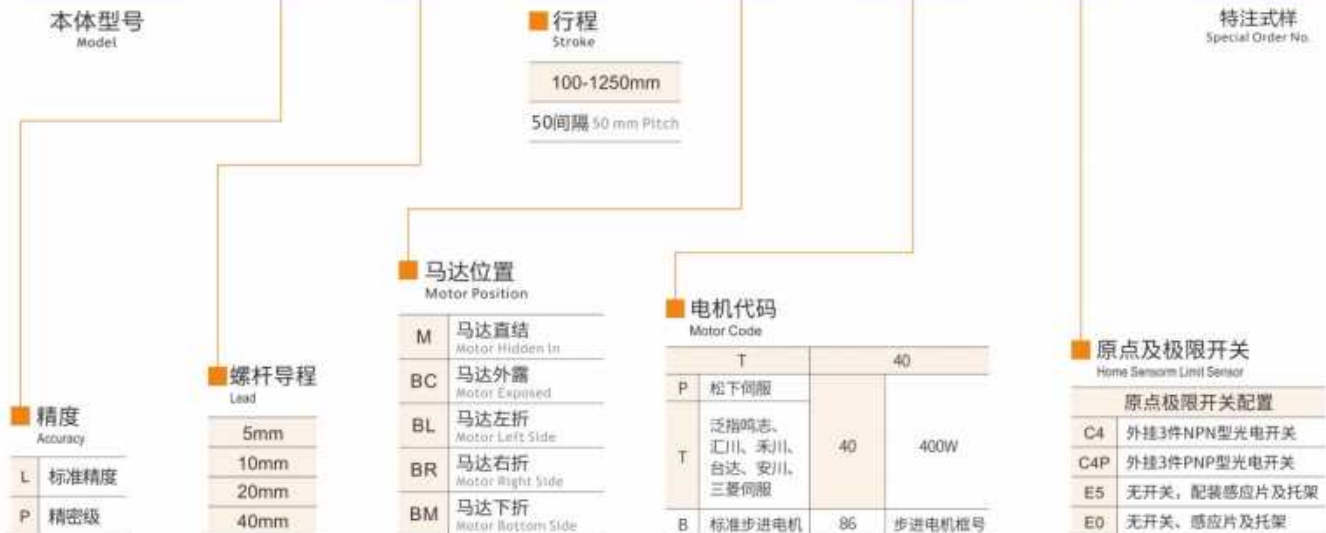 本体型号
Model
行程
Stroke
100-1250mm
50间隔 50 mm Pitch
特注式样
Special Order No.
精度
Accuracy
L 标准精度
P 精密级
螺杆导程
Lead
5mm
10mm
20mm
40mm
马达位置
Motor Position
M 马达直结
Motor Hidden In
BC 马达外露
Motor Exposed
BL 马达左折
Motor Left Side
BR 马达右折
Motor Right Side
BM 马达下折
Motor Bottom Side
电机代码
Motor Code
T 40
P 松下伺服
T 泛指鸣志、
汇川、禾川、
台达、安川、
三菱伺服
40 400W
B 标准步进电机 86 步进电机框号
原点及极限开关
Home Sensorm Limit Sensor
原点极限开关配置
C4 外挂3件NPN型光电开关
C4P 外挂3件PNP型光电开关
E5 无开关，配装感应片及托架
E0 无开关、感应片及托架